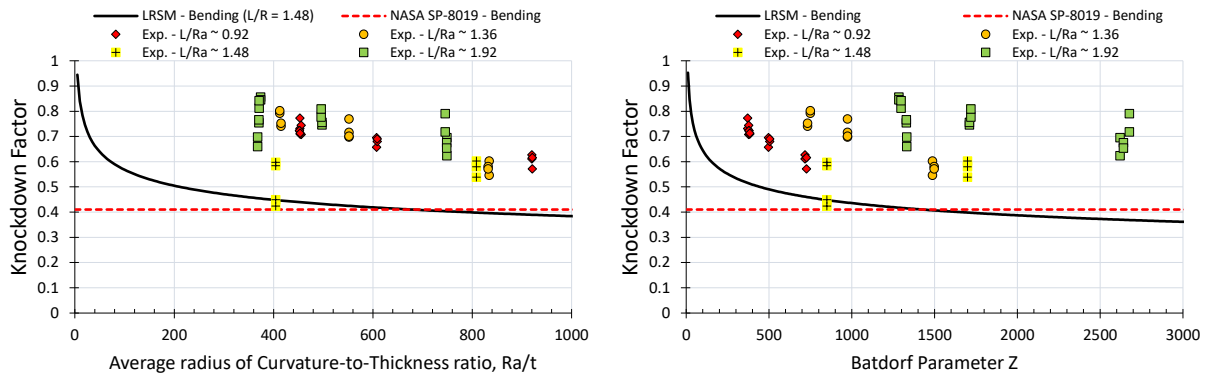 LRSM - Bending (L/R = 1.48) NASA SP-8019 - Bending
Exp. - L/Ra ~ 0.92 Exp. - L/Ra ~ 1.36
Exp. - L/Ra ~ 1.48 Exp. - L/Ra ~ 1.92
1
0.9
0.8
0.7
0.6
0.5
0.4
0.3
0.2
0.1
0
Knockdown Factor
0 200 400 600 800 1000
Average radius of Curvature-to-Thickness ratio, Ra/t
LRSM - Bending NASA SP-8019 - Bending
Exp. - L/Ra ~ 0.92 Exp. - L/Ra ~ 1.36
Exp. - L/Ra ~ 1.48 Exp. - L/Ra ~ 1.92
1
0.9
0.8
0.7
0.6
0.5
0.4
0.3
0.2
0.1
0
Knockdown Factor
0 500 1000 1500 2000 2500 3000
Batdorf Parameter Z